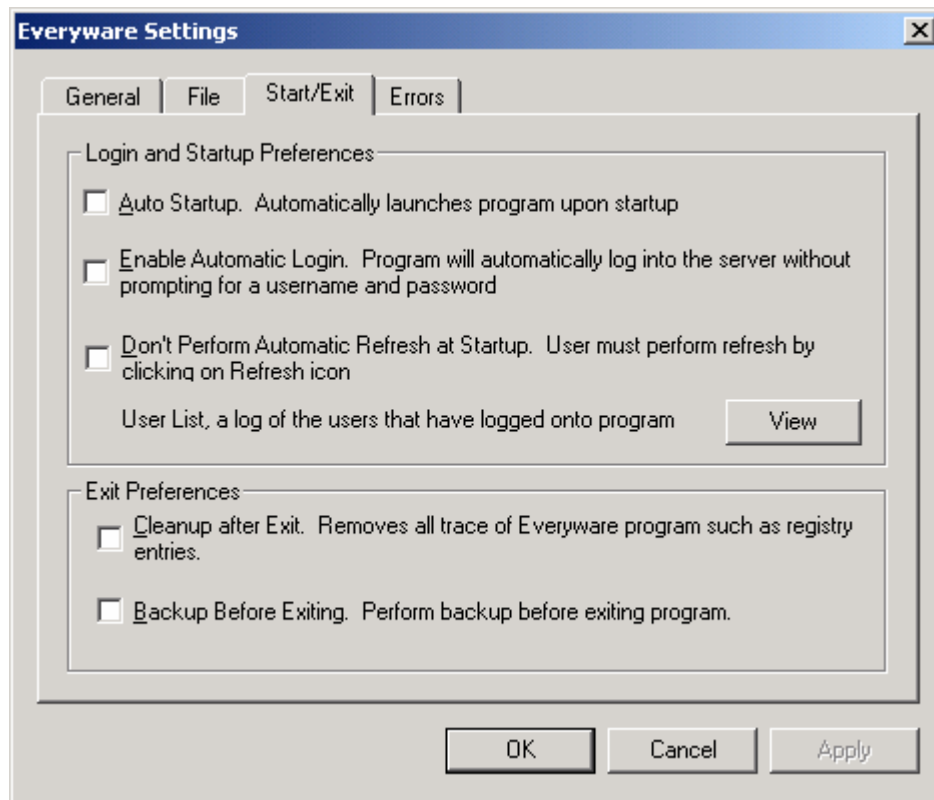 Everyware Settings
General File Start/Exit Errors
Login and Startup Preferences
Auto Startup.  Automatically launches program upon startup
Enable Automatic Login.  Program will automatically log into the server without
prompting for a username and password
Don't Perform Automatic Refresh at Startup.  User must perform refresh by
clicking on Refresh icon
User List, a log of the users that have logged onto program View
Exit Preferences
Cleanup after Exit.  Removes all trace of Everyware program such as registry
entries.
Backup Before Exiting.  Perform backup before exiting program.
OK Cancel Apply